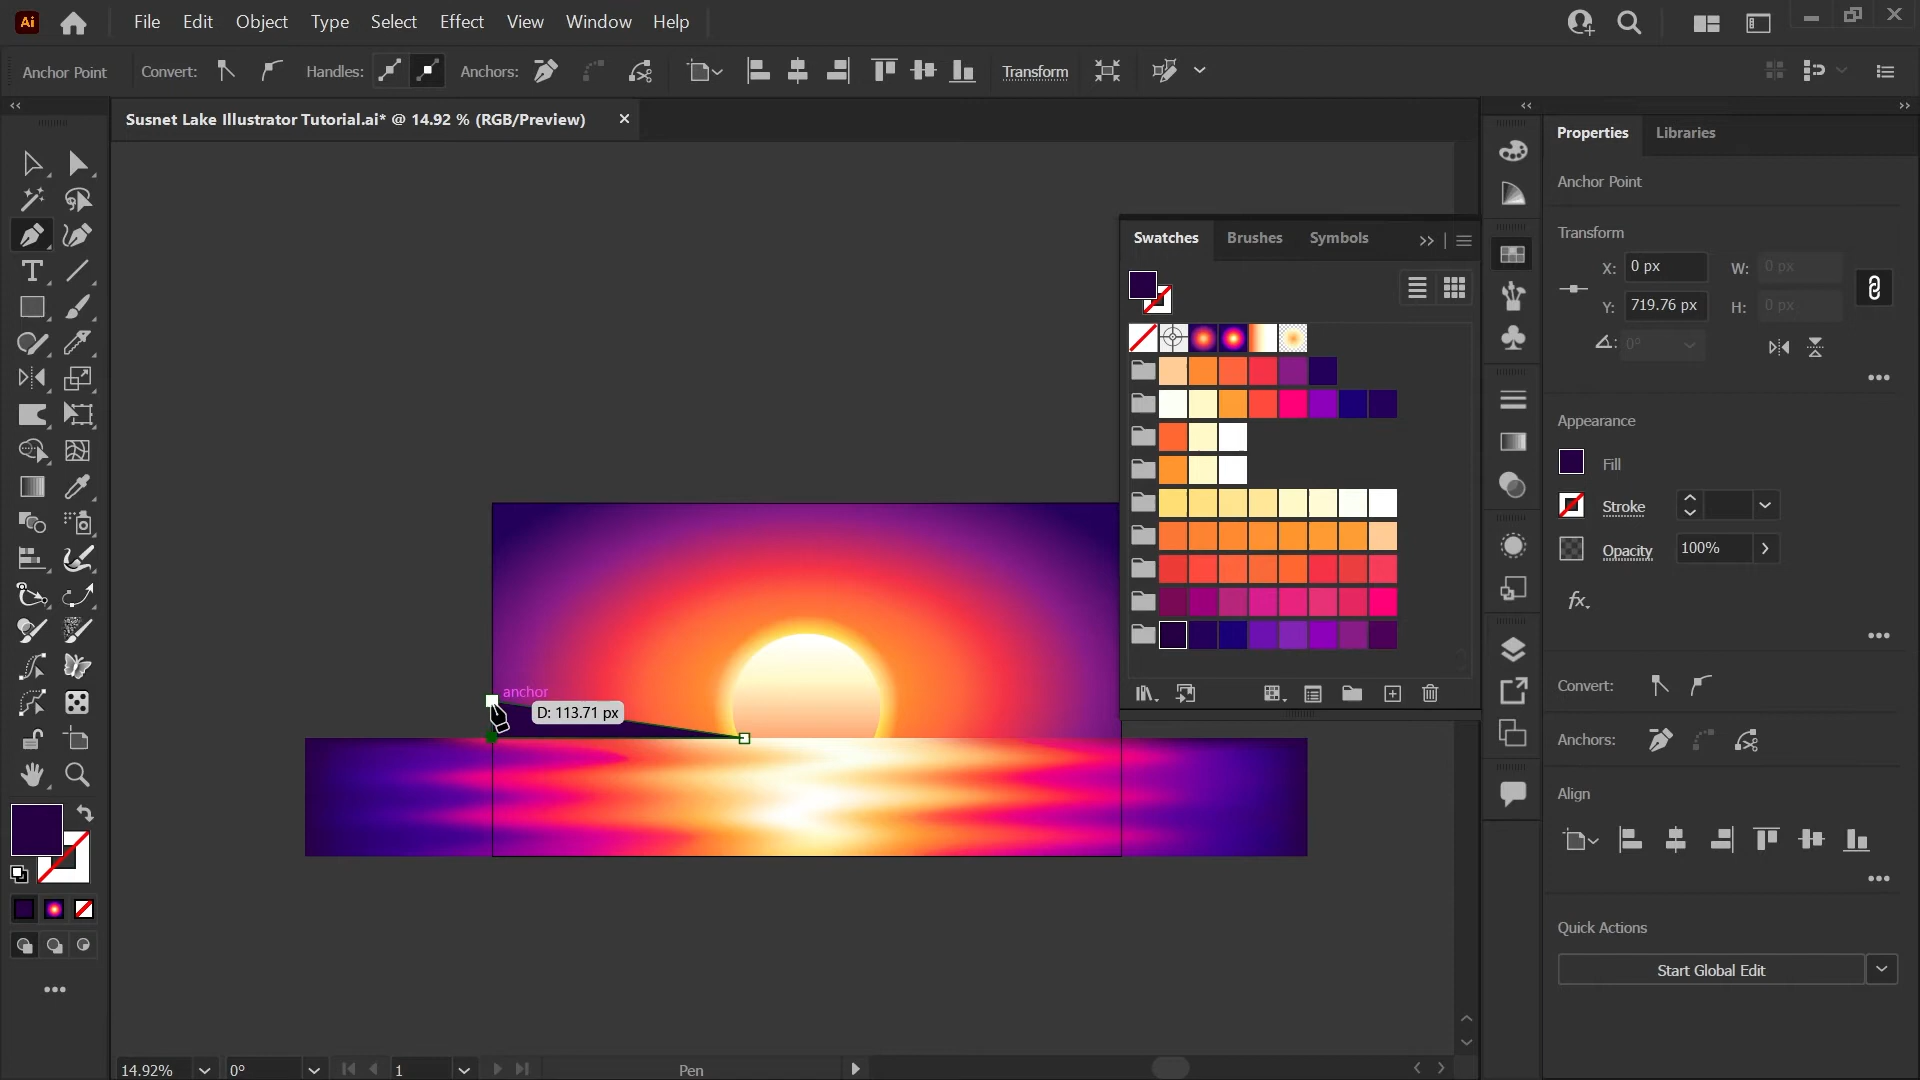 Ai File Edit Object Type Select Effect View Window Help
Anchor Point Convert: Handles: Anchors: Transform
Susnet Lake Illustrator Tutorial.ai* @ 14.92 % (RGB/Preview)
Properties Libraries
Anchor Point
Transform
X: 0 px W: 0 px
Y: 719.76 px H: 0 px
0°
Swatches Brushes Symbols
Appearance
Fill
Stroke
Opacity 100%
fx.
Convert:
Anchors:
Align
Quick Actions
Start Global Edit
anchor
D: 113.71 px
14.92% 0° 1 Pen